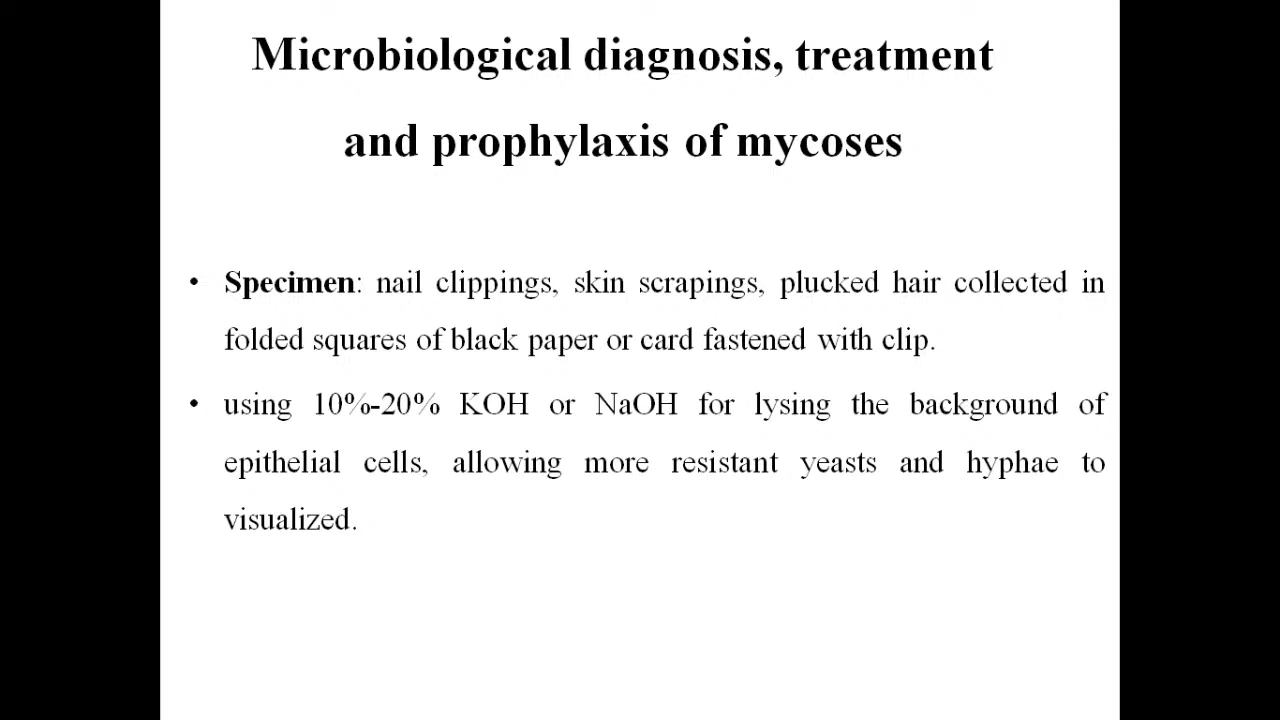 Microbiological diagnosis, treatment
and prophylaxis of mycoses
• Specimen: nail clippings, skin scrapings, plucked hair collected in
folded squares of black paper or card fastened with clip.
• using 10%-20% KOH or NaOH for lysing the background of
epithelial cells, allowing more resistant yeasts and hyphae to
visualized.